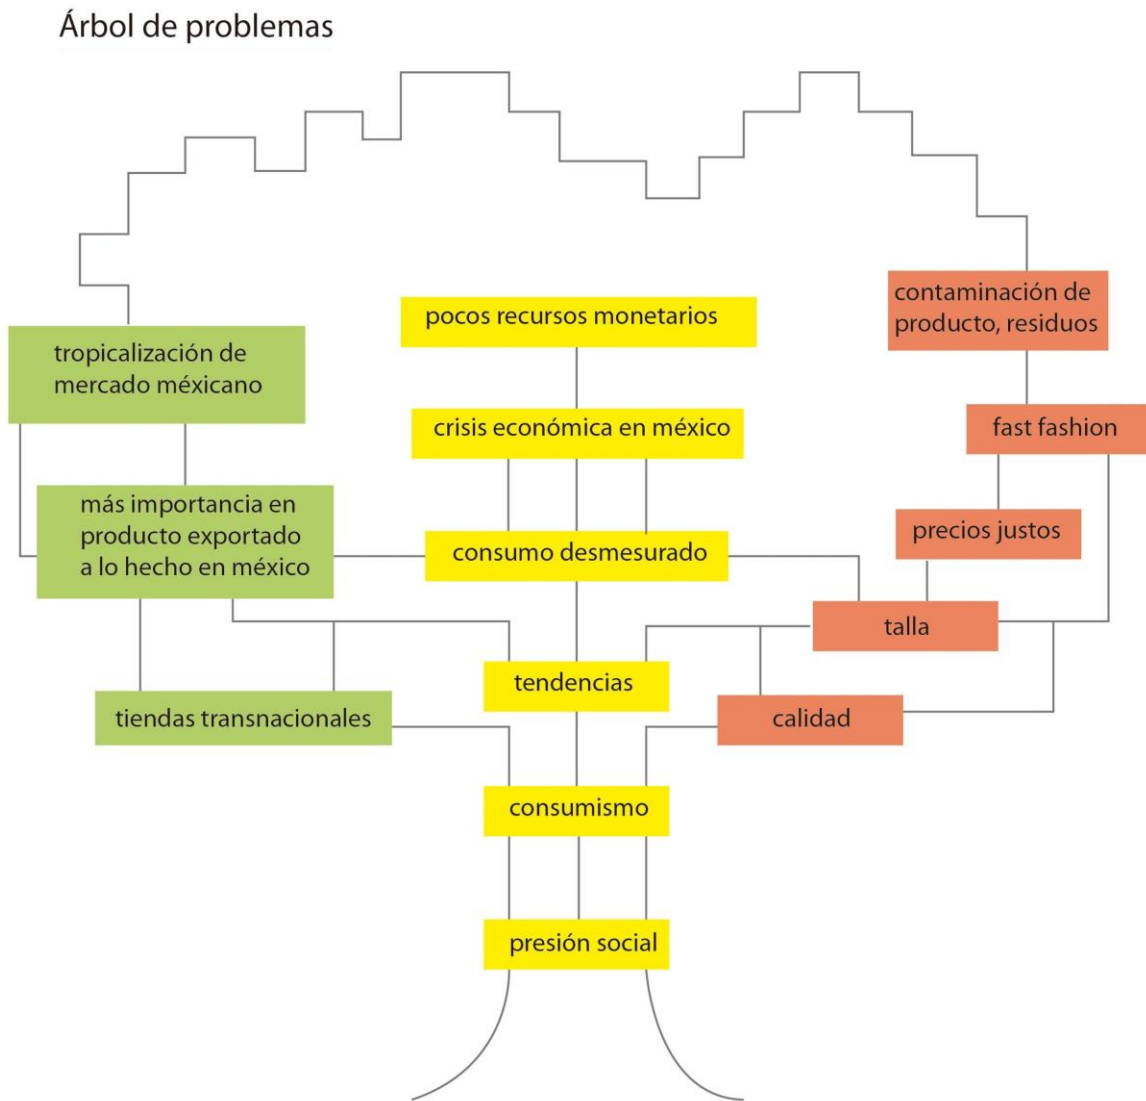 Árbol de problemas
contaminación de
producto, residuos
pocos recursos monetarios
tropicalización de
mercado méxicano
crisis económica en méxico
fast fashion
más importancia en
producto exportado
a lo hecho en méxico
precios justos
consumo desmesurado
talla
tendencias
tiendas transnacionales
calidad
consumismo
presión social